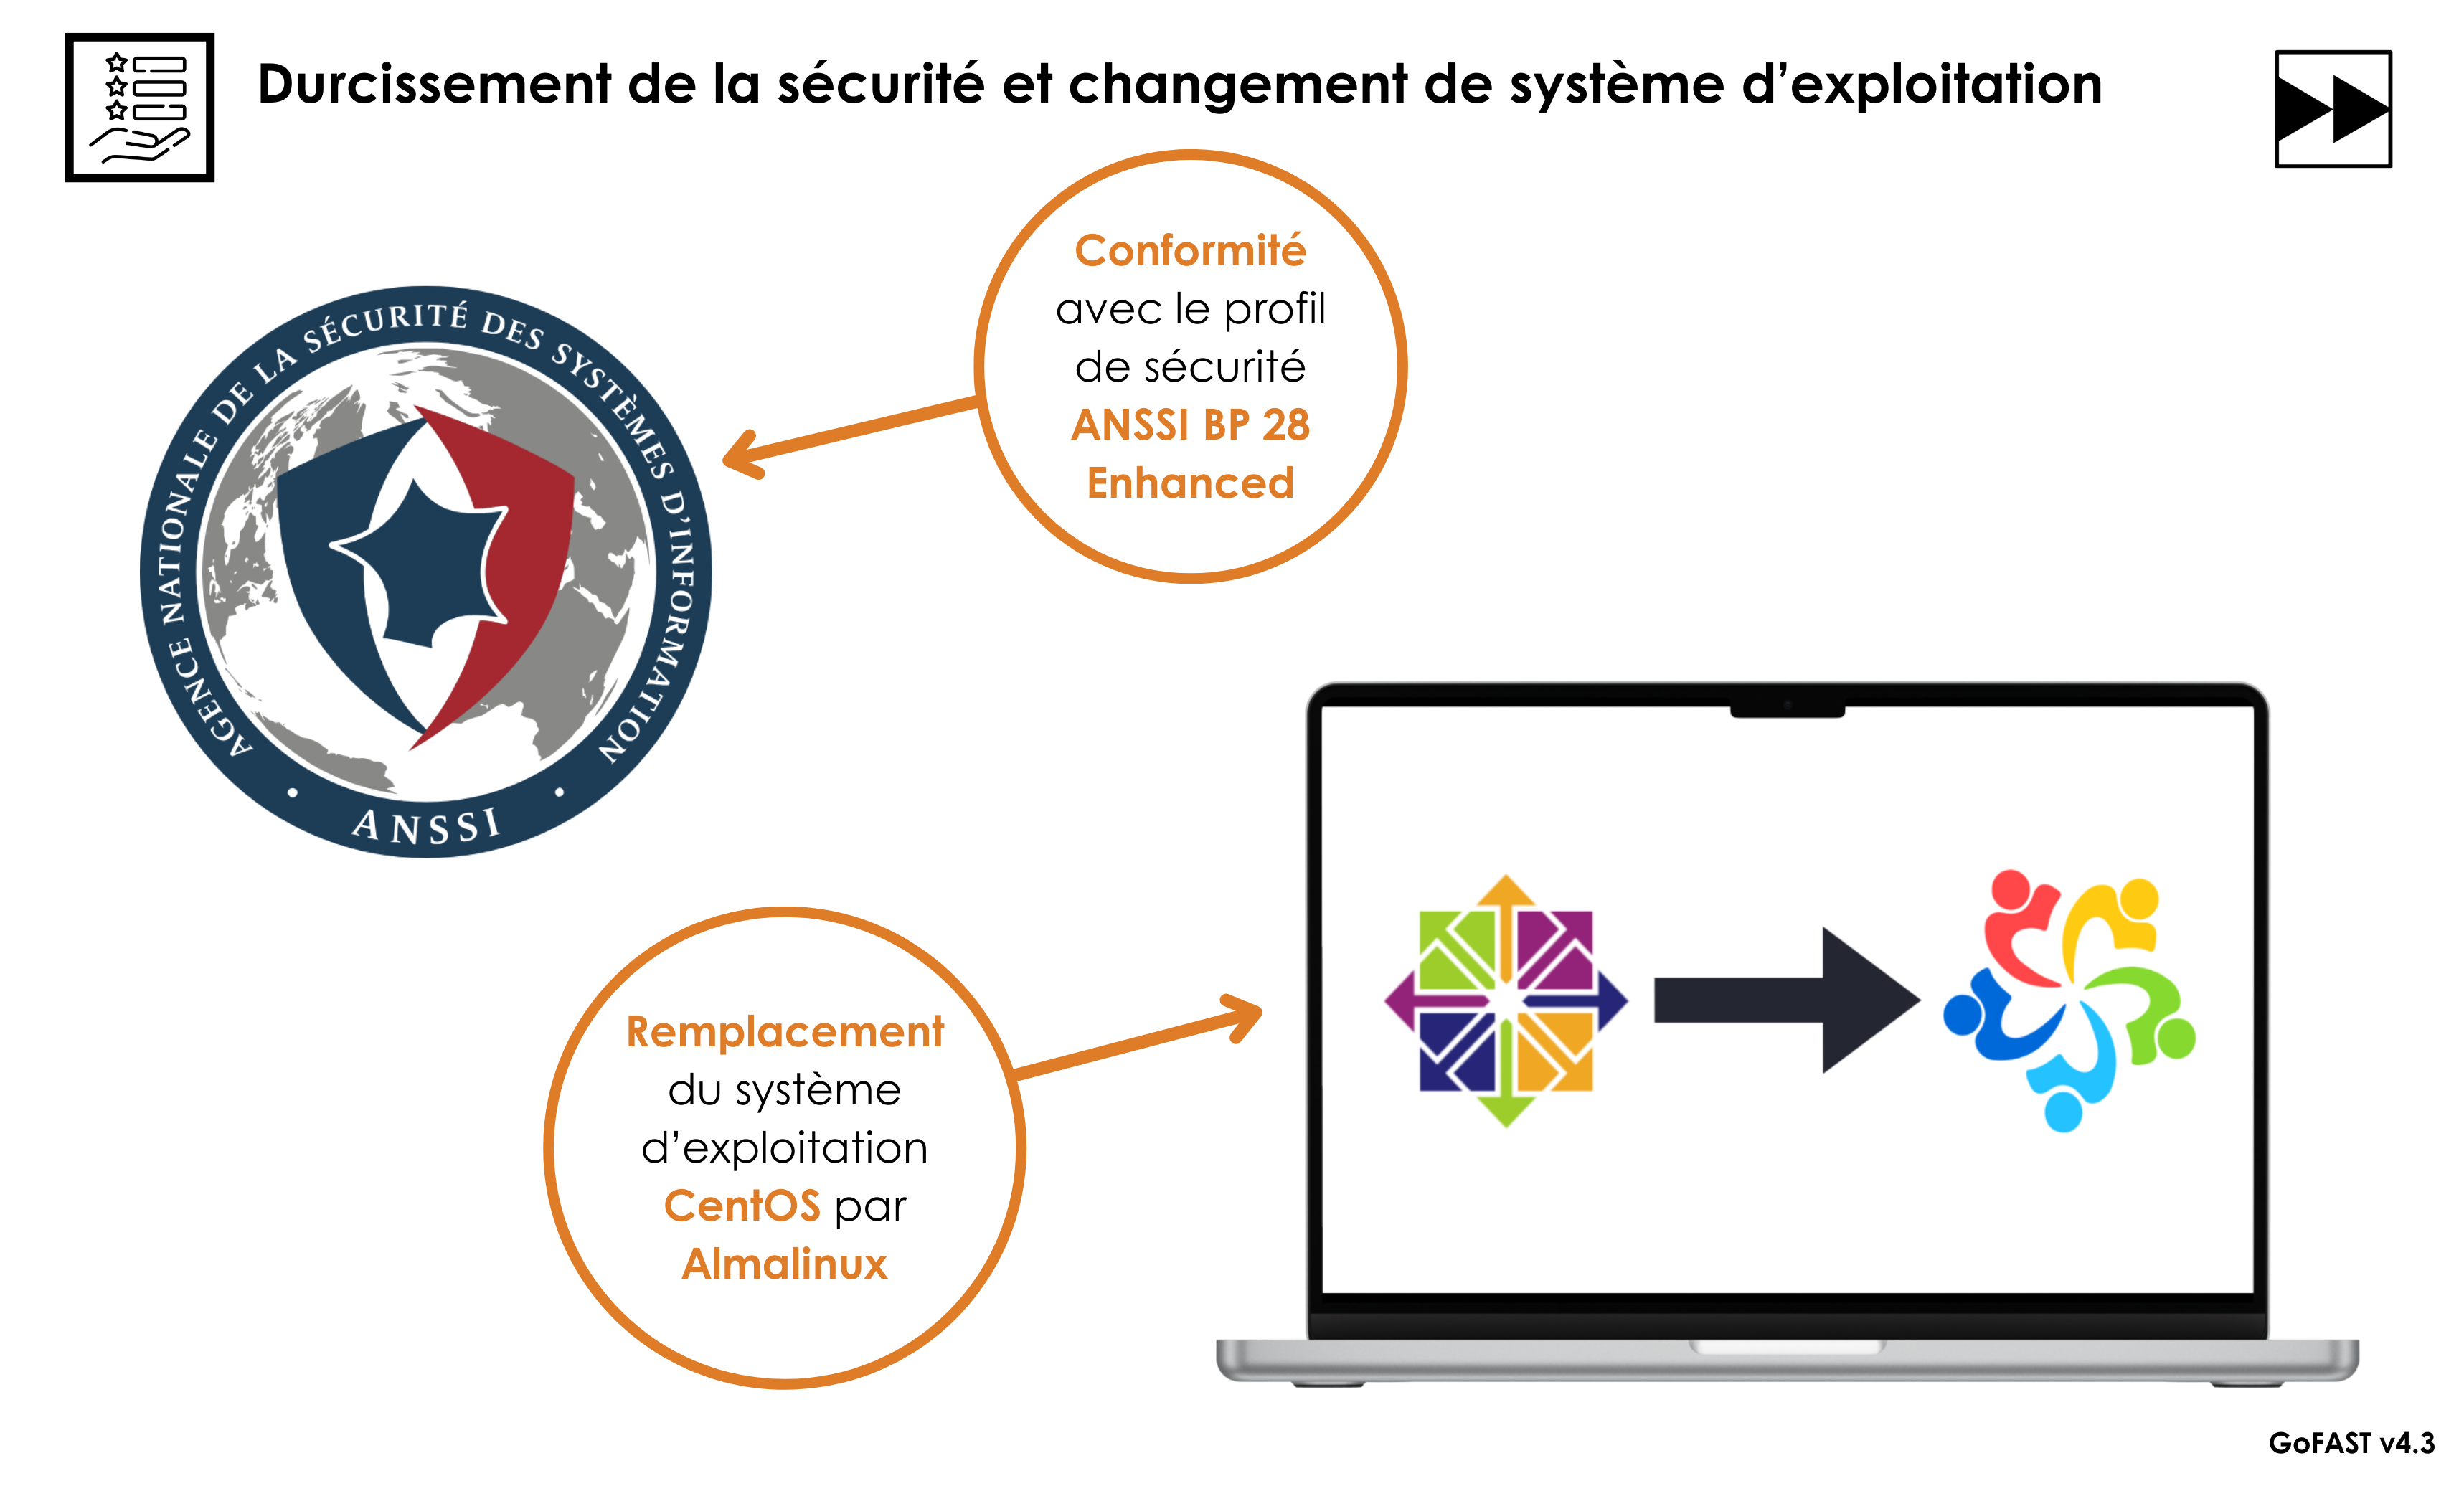 Durcissement de la sécurité et changement de système d’exploitation
Conformité
avec le profil
de sécurité
ANSSI BP 28
Enhanced
AGENCE NATIONALE DE LA SÉCURITÉ DES SYSTÈMES D’INFORMATION
• ANSSI •
Remplacement
du système
d’exploitation
CentOS par
Almalinux
GoFAST v4.3